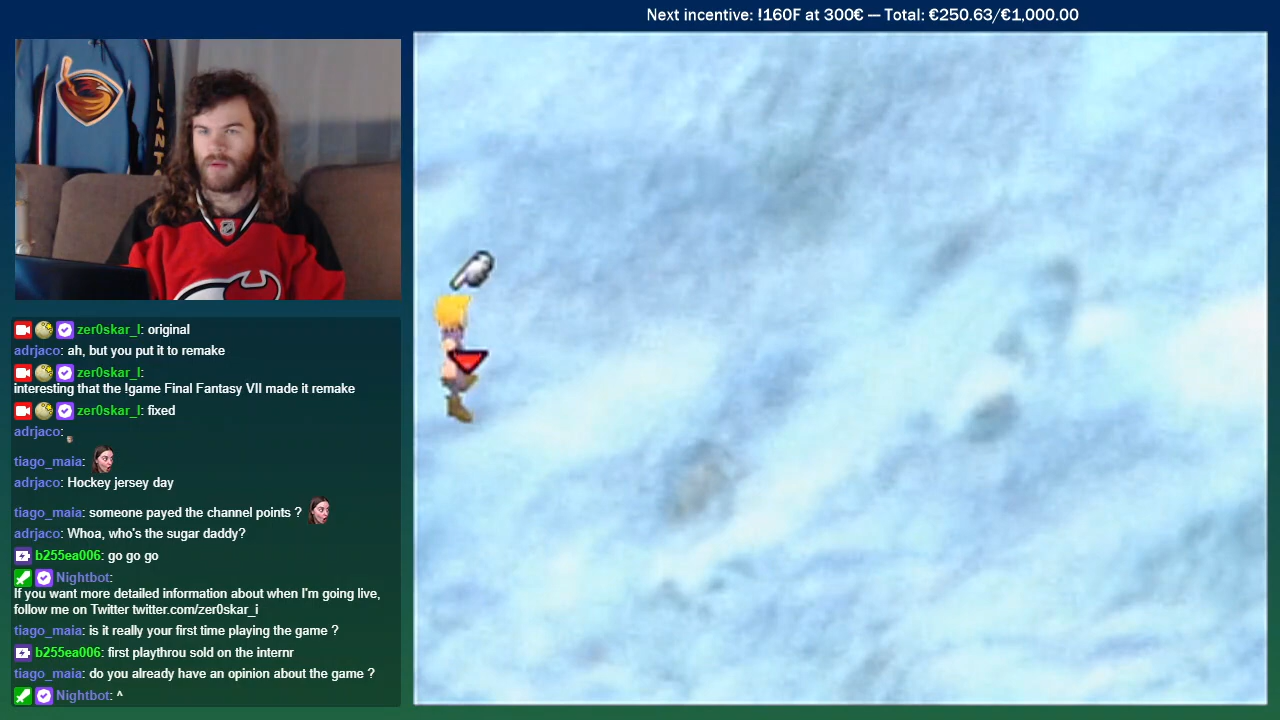 Next incentive: !160F at 300€ — Total: €250.63/€1,000.00
LANT
zer0skar_I: original
adrjaco: ah, but you put it to remake
zer0skar_I:
interesting that the !game Final Fantasy VII made it remake
zer0skar_I: fixed
adrjaco:
tiago_maia:
adrjaco: Hockey jersey day
tiago_maia: someone payed the channel points ?
adrjaco: Whoa, who's the sugar daddy?
b255ea006: go go go
Nightbot:
If you want more detailed information about when I'm going live,
follow me on Twitter twitter.com/zer0skar_i
tiago_maia: is it really your first time playing the game ?
b255ea006: first playthrou sold on the internr
tiago_maia: do you already have an opinion about the game ?
Nightbot: ^